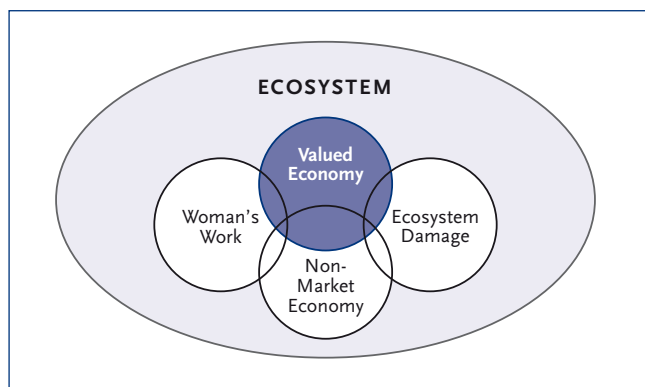 ECOSYSTEM
Valued
Economy
Woman's
Work
Ecosystem
Damage
Non-
Market
Economy